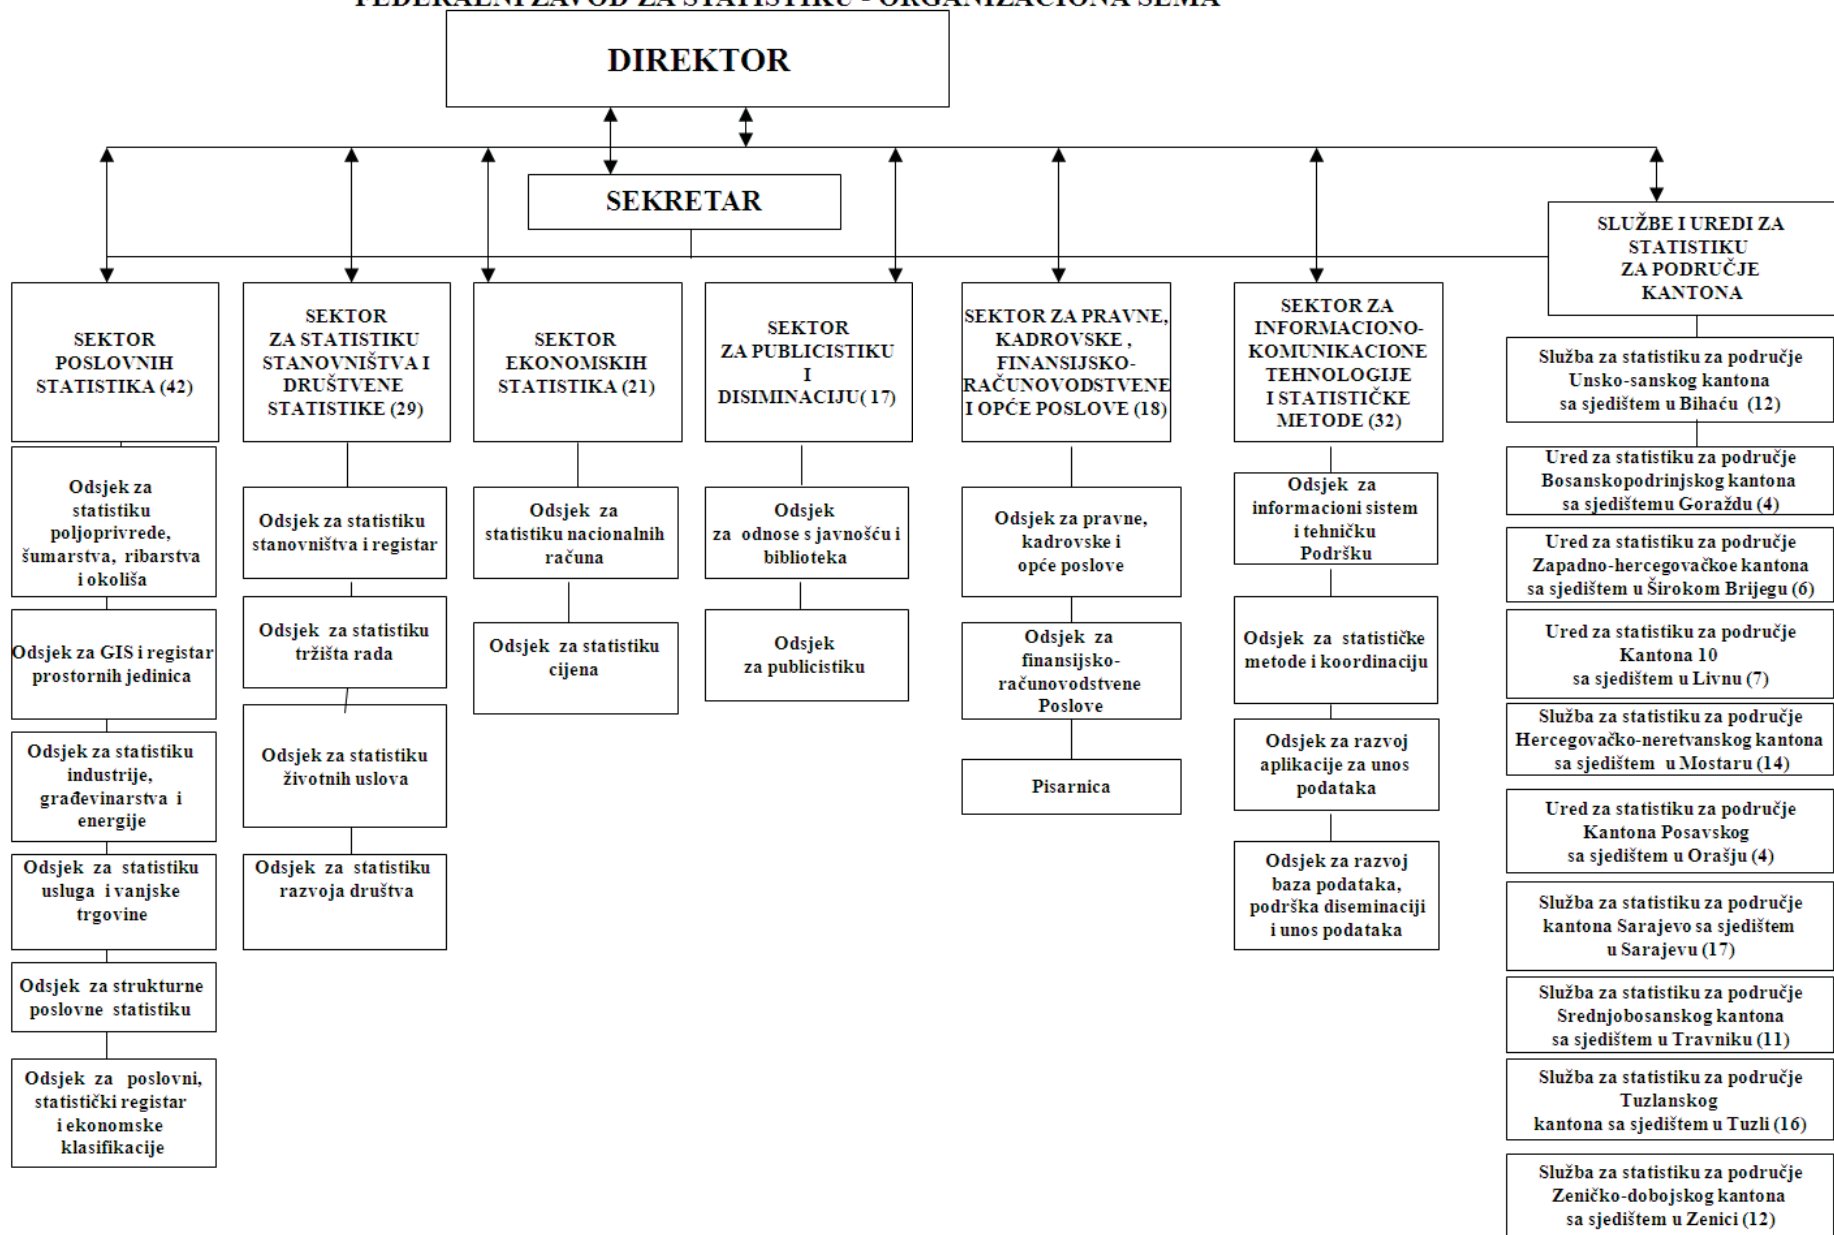 FEDERALNI ZAVOD ZA STATISTIKU - ORGANIZACIONA ŠEMA
DIREKTOR
SEKRETAR
SLUŽBE I UREDI ZA
STATISTIKU
ZA PODRUČJE
KANTONA
SEKTOR
POSLOVNIH
STATISTIKA (42)
SEKTOR
ZA STATISTIKU
STANOVNIŠTVA I
DRUŠTVENE
STATISTIKE (29)
SEKTOR
EKONOMSKIH
STATISTIKA (21)
SEKTOR
ZA PUBLICISTIKU
I
DISIMINACIJU( 17)
SEKTOR ZA PRAVNE,
KADROVSKE ,
FINANSIJSKO-
RAČUNOVODSTVENE
I OPĆE POSLOVE (18)
SEKTOR ZA
INFORMACIONO-
KOMUNIKACIONE
TEHNOLOGIJE
I STATISTIČKE
METODE (32)
Odsjek za
statistiku
poljoprivrede,
šumarstva, ribarstva
i okoliša
Odsjek za GIS i registar
prostornih jedinica
Odsjek za statistiku
industrije,
građevinarstva i
energije
Odsjek za statistiku
usluga i vanjske
trgovine
Odsjek za strukturne
poslovne statistiku
Odsjek za poslovni,
statistički registar
i ekonomske
klasifikacije
Odsjek za statistiku
stanovništva i registar
Odsjek za statistiku
tržišta rada
Odsjek za statistiku
životnih uslova
Odsjek za statistiku
razvoja društva
Odsjek za
statistiku nacionalnih
računa
Odsjek za statistiku
cijena
Odsjek
za odnose s javnošću i
biblioteka
Odsjek
za publicistiku
Odsjek za pravne,
kadrovske i
opće poslove
Odsjek za
finansijsko-
računovodstvene
Poslove
Pisarnica
Odsjek za
informacioni sistem
i tehničku
Podršku
Odsjek za statističke
metode i koordinaciju
Odsjek za razvoj
aplikacije za unos
podataka
Odsjek za razvoj
baza podataka,
podrška diseminaciji
i unos podataka
Služba za statistiku za područje
Unsko-sanskog kantona
sa sjedištem u Bihaću (12)
Ured za statistiku za područje
Bosanskopodrinjskog kantona
sa sjedištemu Goraždu (4)
Ured za statistiku za područje
Zapadno-hercegovačkoe kantona
sa sjedištem u Širokom Brijegu (6)
Ured za statistiku za područje
Kantona 10
sa sjedištem u Livnu (7)
Služba za statistiku za područje
Hercegovačko-neretvanskog kantona
sa sjedištem u Mostaru (14)
Ured za statistiku za područje
Kantona Posavskog
sa sjedištem u Orašju (4)
Služba za statistiku za područje
kantona Sarajevo sa sjedištem
u Sarajevu (17)
Služba za statistiku za područje
Srednjobosanskog kantona
sa sjedištem u Travniku (11)
Služba za statistiku za područje
Tuzlanskog
kantona sa sjedištem u Tuzli (16)
Služba za statistiku za područje
Zeničko-dobojskog kantona
sa sjedištem u Zenici (12)